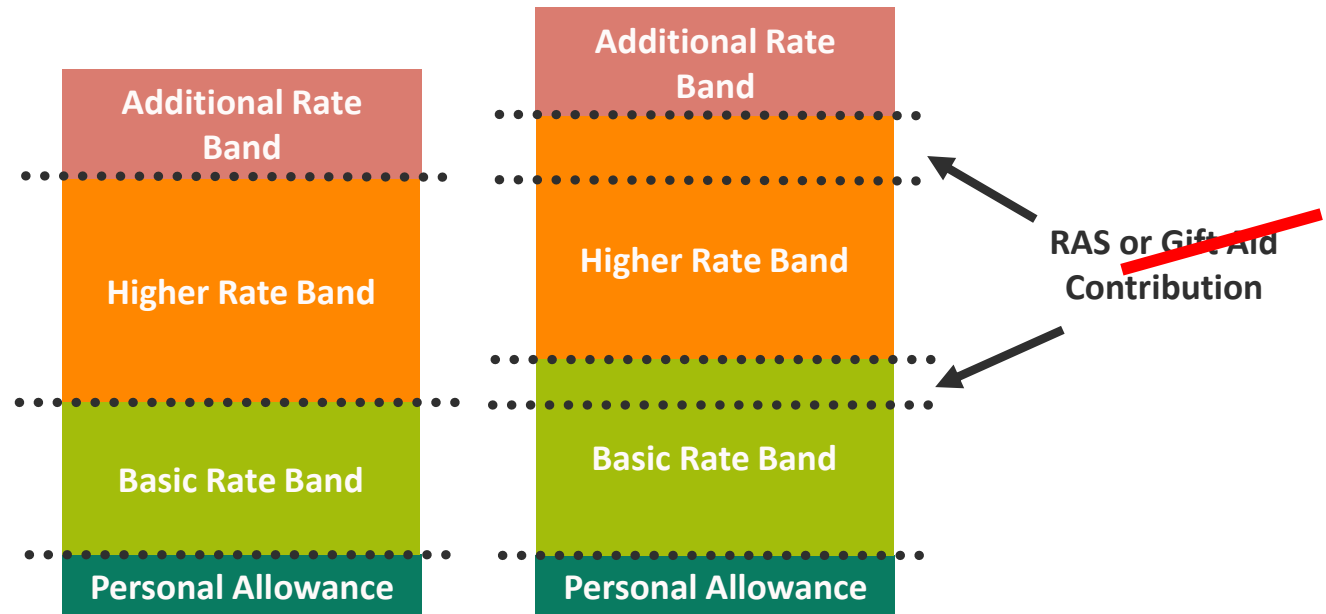 Additional Rate
Band
Higher Rate Band
Basic Rate Band
Personal Allowance
Additional Rate
Band
Higher Rate Band
Basic Rate Band
Personal Allowance
RAS or Gift Aid
Contribution